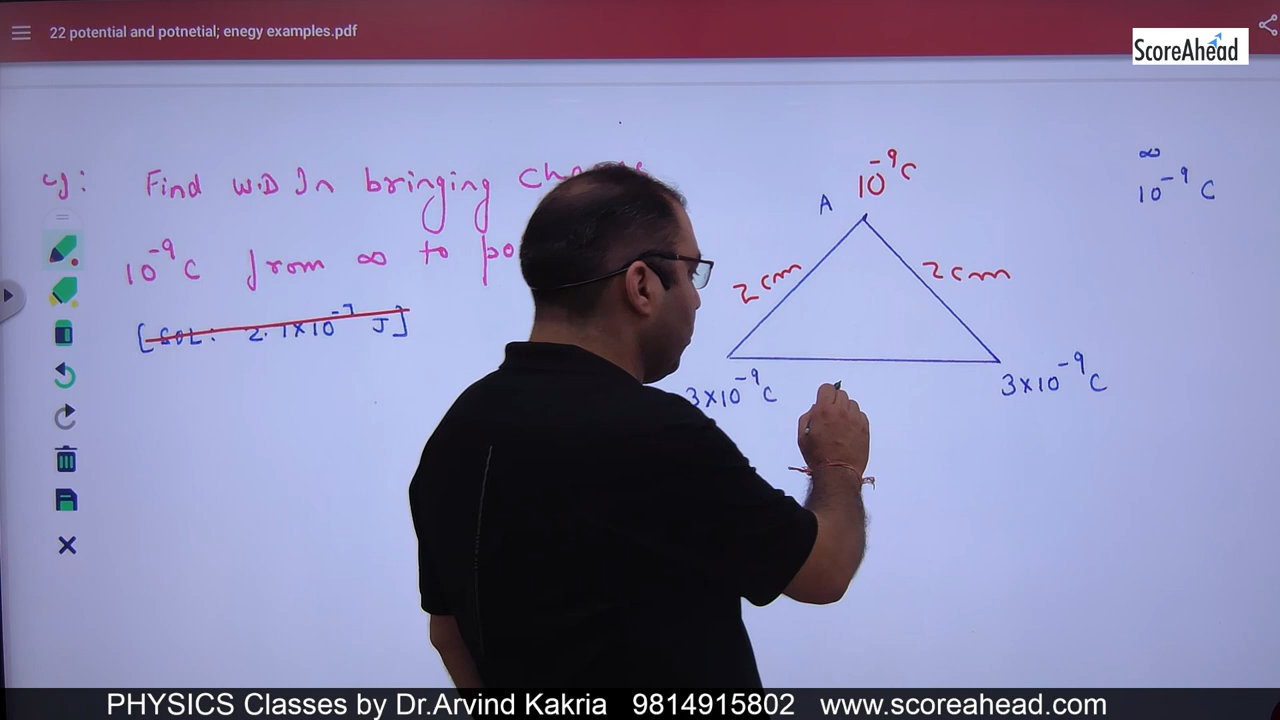 22 potential and potnetial; enegy examples.pdf
ScoreAhead
eg: Find W.D In bringing
10⁻⁹C from ∞ to
[SOL: 2.1×10⁻⁷ J]
10⁻⁹C
A
2cm
2cm
3×10⁻⁹C
3×10⁻⁹C
∞
10⁻⁹C
PHYSICS Classes by Dr.Arvind Kakria 9814915802 www.scoreahead.com